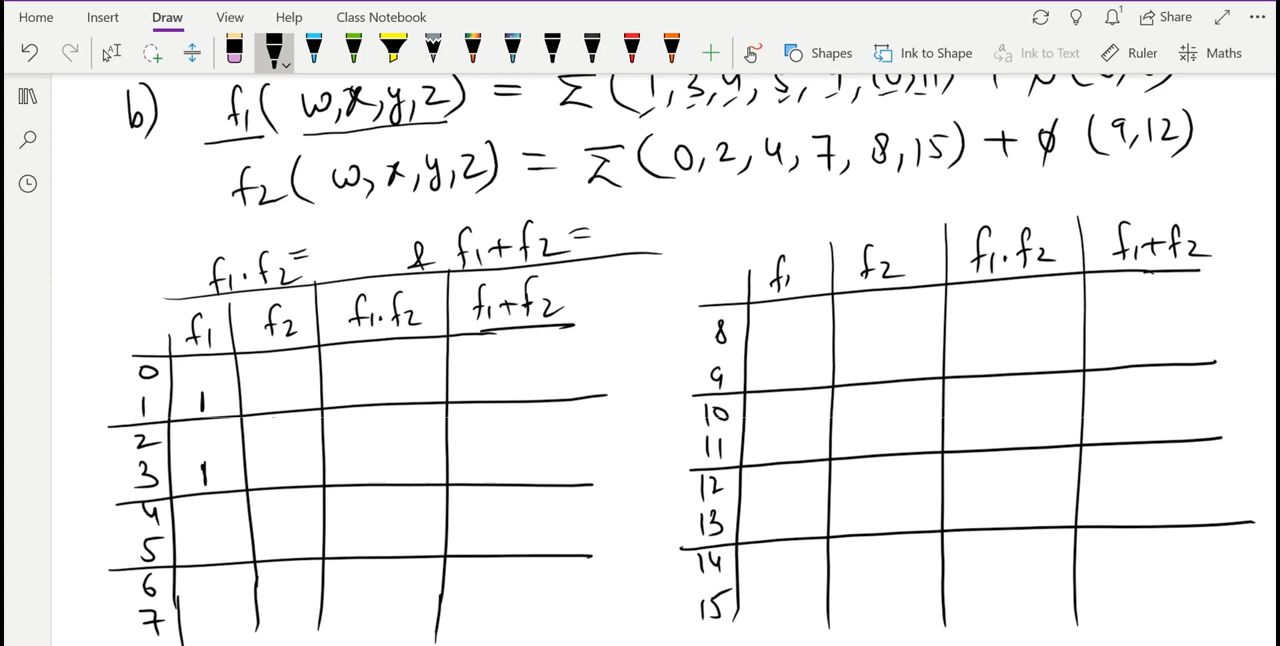 Home Insert Draw View Help Class Notebook 1 Share
Shapes Ink to Shape Ink to Text Ruler Maths
b) f₁( w,x,y,z) = Σ (1,3,4,5,
f₂( w,x,y,z) = Σ (0,2,4,7,8,15) + ϕ (9,12)
f₁.f₂= & f₁+f₂=
f₁ f₂ f₁.f₂ f₁+f₂
0
1 1
2
3 1
4
5
6
7
f₁ f₂ f₁.f₂ f₁+f₂
8
9
10
11
12
13
14
15